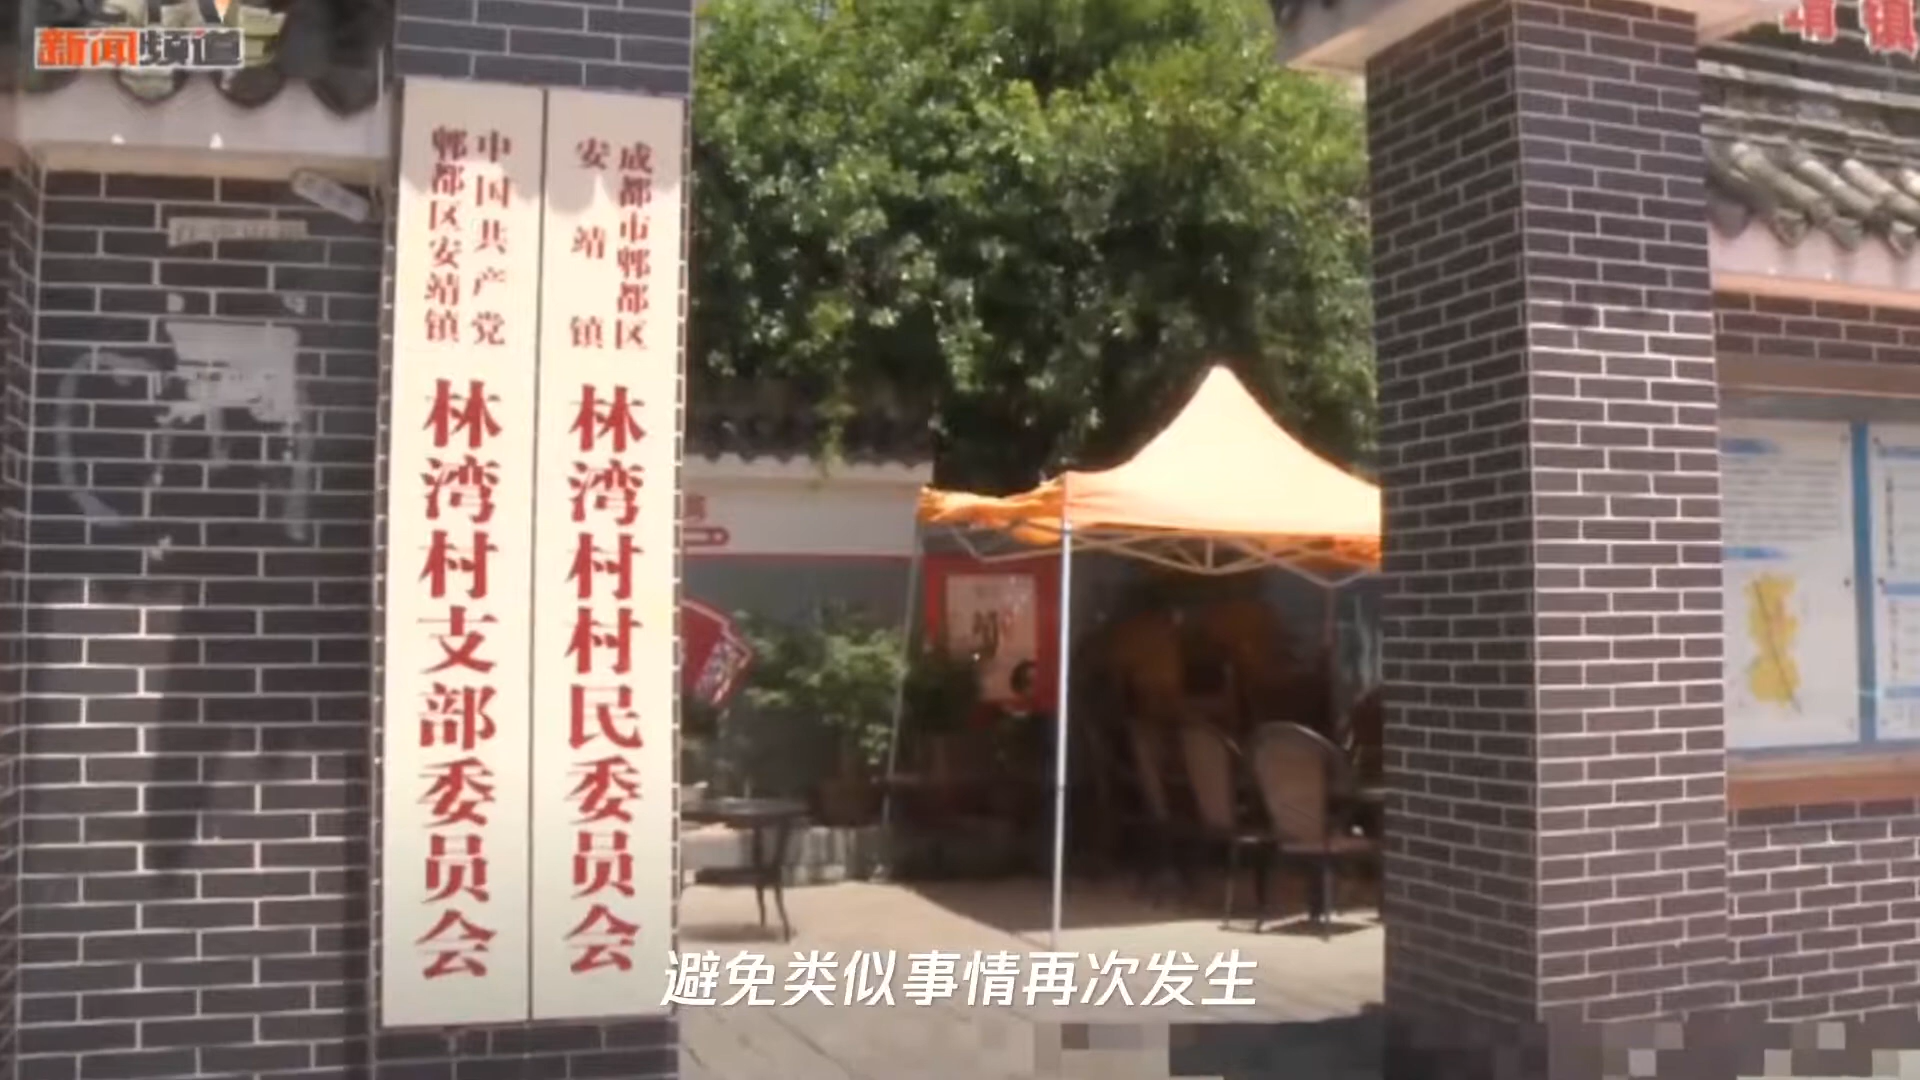 新闻频道
中国共产党
郫都区安靖镇
林湾村支部委员会
成都市郫都区
安靖镇
林湾村村民委员会
镇
避免类似事情再次发生